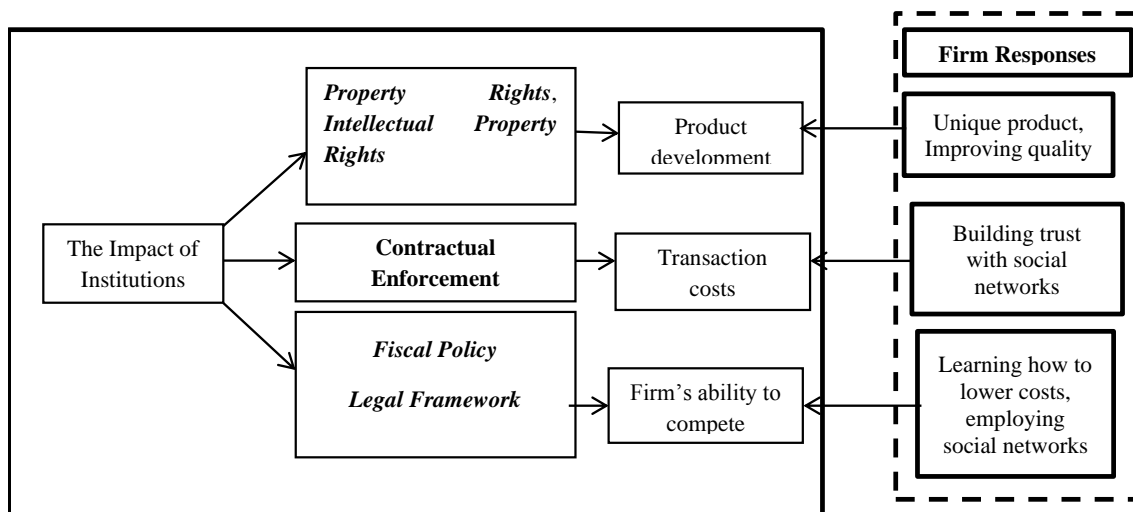 Firm Responses
Property Rights,
Intellectual Property
Rights
Product
development
Unique product,
Improving quality
The Impact of
Institutions
Contractual
Enforcement
Transaction
costs
Building trust
with social
networks
Fiscal Policy
Legal Framework
Firm's ability to
compete
Learning how to
lower costs,
employing
social networks